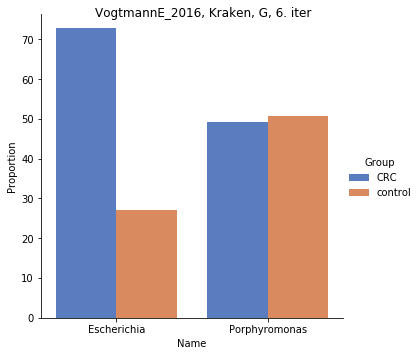 VogtmannE_2016, Kraken, G, 6. iter
70
60
50
40
30
20
10
0
Proportion
Escherichia
Porphyromonas
Name
Group
CRC
control